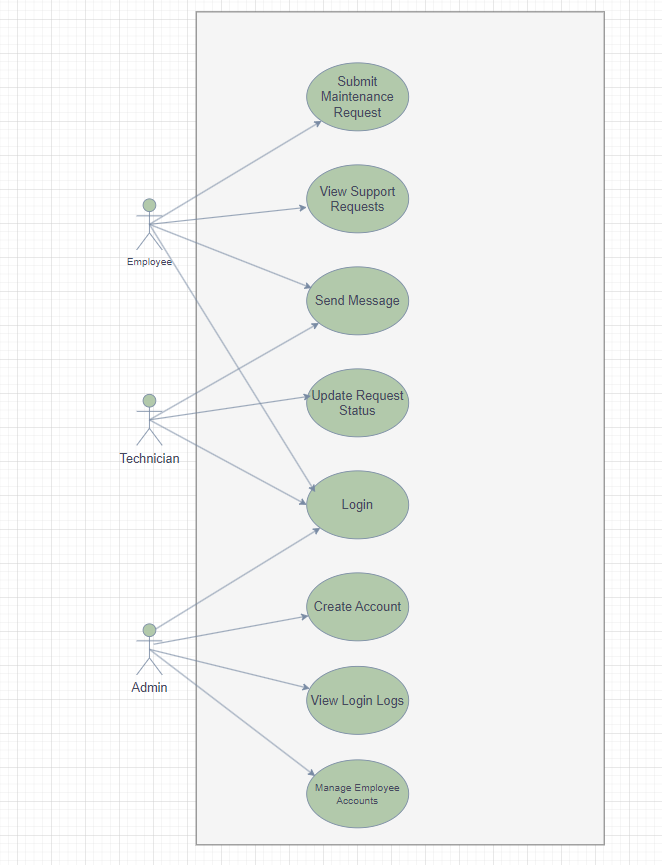 Submit
Maintenance
Request
View Support
Requests
Employee
Send Message
Update Request
Status
Technician
Login
Create Account
Admin
View Login Logs
Manage Employee
Accounts